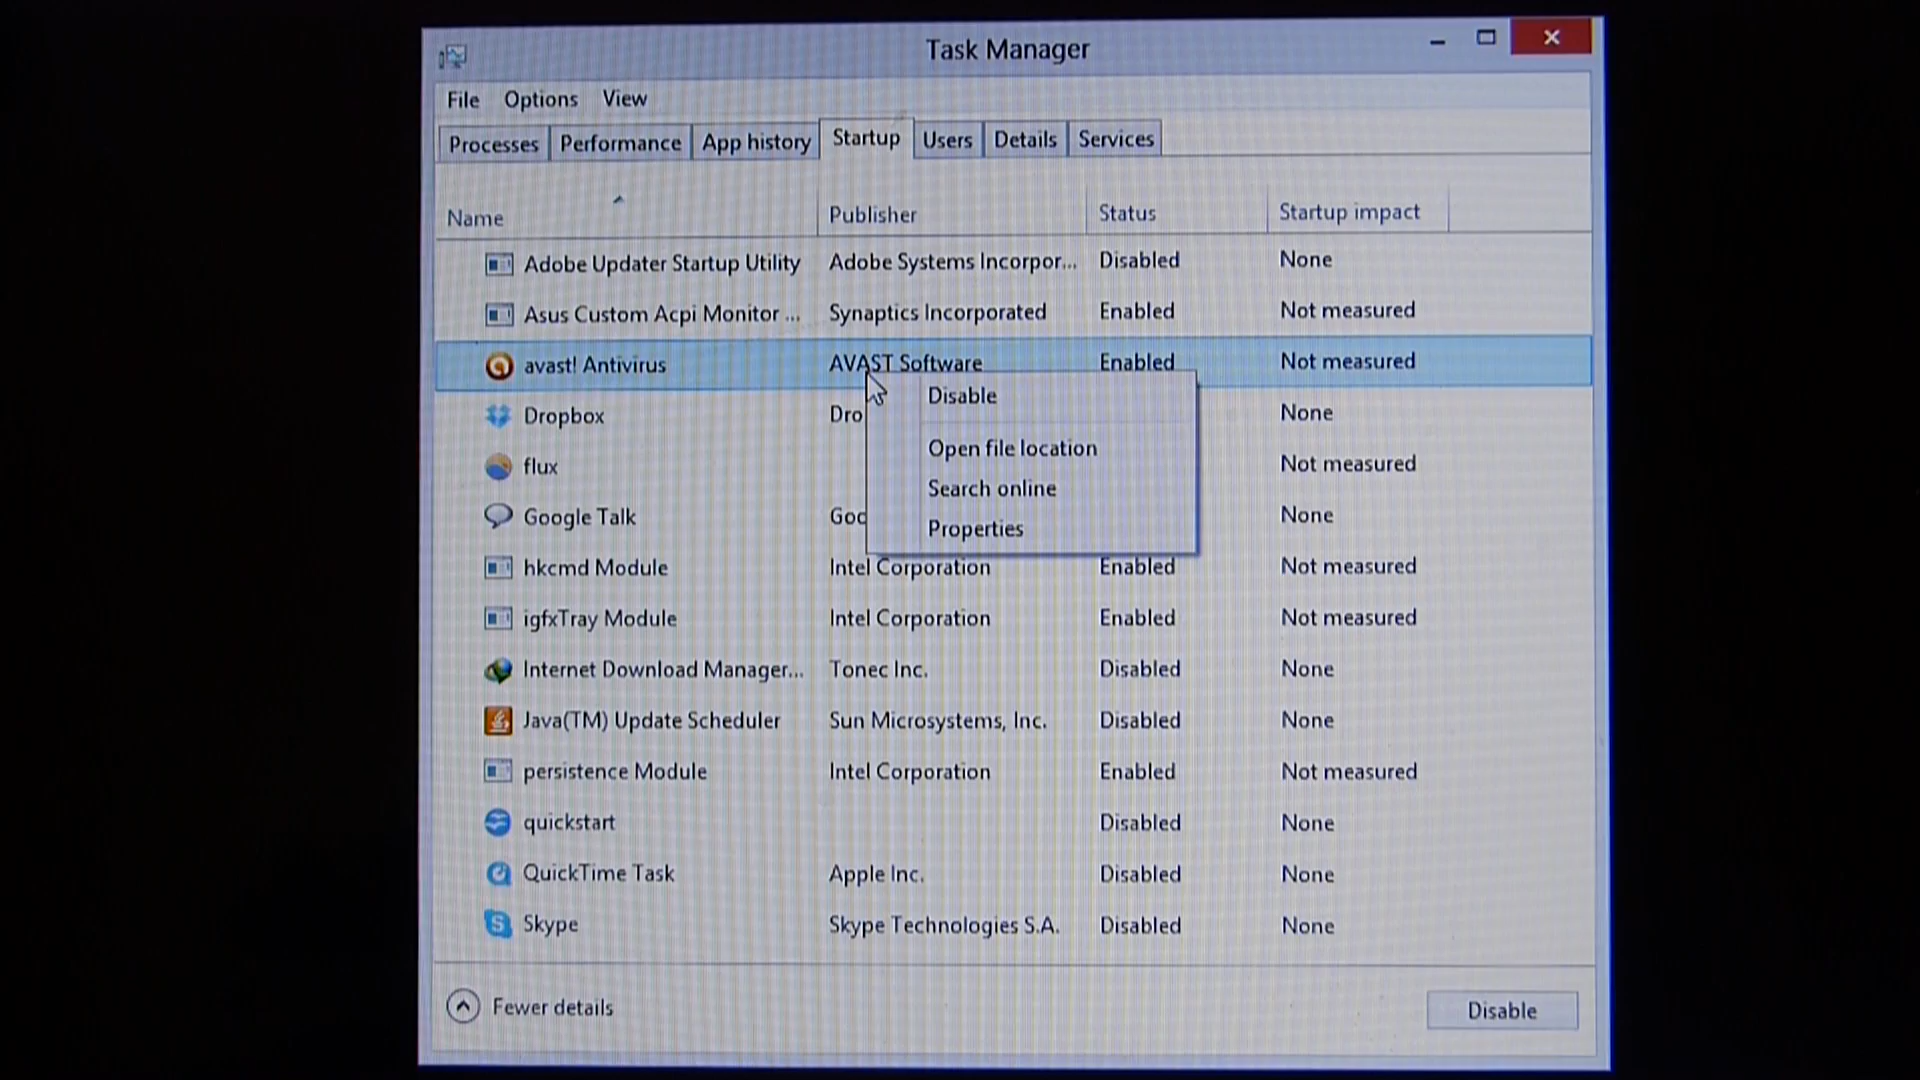 Task Manager
File Options View
Processes Performance App history Startup Users Details Services
Name Publisher Status Startup impact
Adobe Updater Startup Utility Adobe Systems Incorpor... Disabled None
Asus Custom Acpi Monitor ... Synaptics Incorporated Enabled Not measured
avast! Antivirus AVAST Software Enabled Not measured
Disable
Dropbox Dro None
Open file location
flux Not measured
Search online
Google Talk Goo None
Properties
hkcmd Module Intel Corporation Enabled Not measured
igfxTray Module Intel Corporation Enabled Not measured
Internet Download Manager... Tonec Inc. Disabled None
Java(TM) Update Scheduler Sun Microsystems, Inc. Disabled None
persistence Module Intel Corporation Enabled Not measured
quickstart Disabled None
QuickTime Task Apple Inc. Disabled None
Skype Skype Technologies S.A. Disabled None
Fewer details Disable